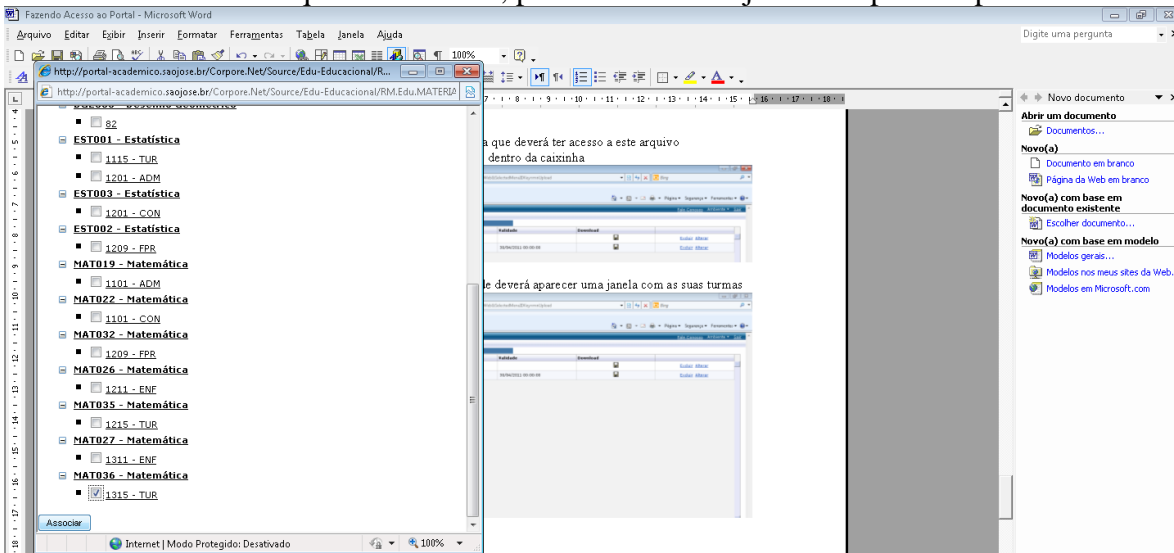 Fazendo Acesso ao Portal - Microsoft Word
Arquivo Editar Exibir Inserir Formatar Ferramentas Tabela Janela Ajuda
Digite uma pergunta
100%
http://portal-academico.saojose.br/Corpore.Net/Source/Edu-Educacional/R...
http://portal-academico.saojose.br/Corpore.Net/Source/Edu-Educacional/RM.Edu.MATERIA
82
EST001 - Estatística
1115 - TUR
1201 - ADM
EST003 - Estatística
1201 - CON
EST002 - Estatística
1209 - FPR
MAT019 - Matemática
1101 - ADM
MAT022 - Matemática
1101 - CON
MAT032 - Matemática
1209 - FPR
MAT026 - Matemática
1211 - ENF
MAT035 - Matemática
1215 - TUR
MAT027 - Matemática
1311 - ENF
MAT036 - Matemática
1315 - TUR
Associar
Internet | Modo Protegido: Desativado
100%
que deverá ter acesso a este arquivo
dentro da caixinha
deverá aparecer uma janela com as suas turmas
Novo documento
Abrir um documento
Documentos...
Novo(a)
Documento em branco
Página da Web em branco
Novo(a) com base em
documento existente
Escolher documento...
Novo(a) com base em modelo
Modelos gerais...
Modelos nos meus sites da Web.
Modelos em Microsoft.com